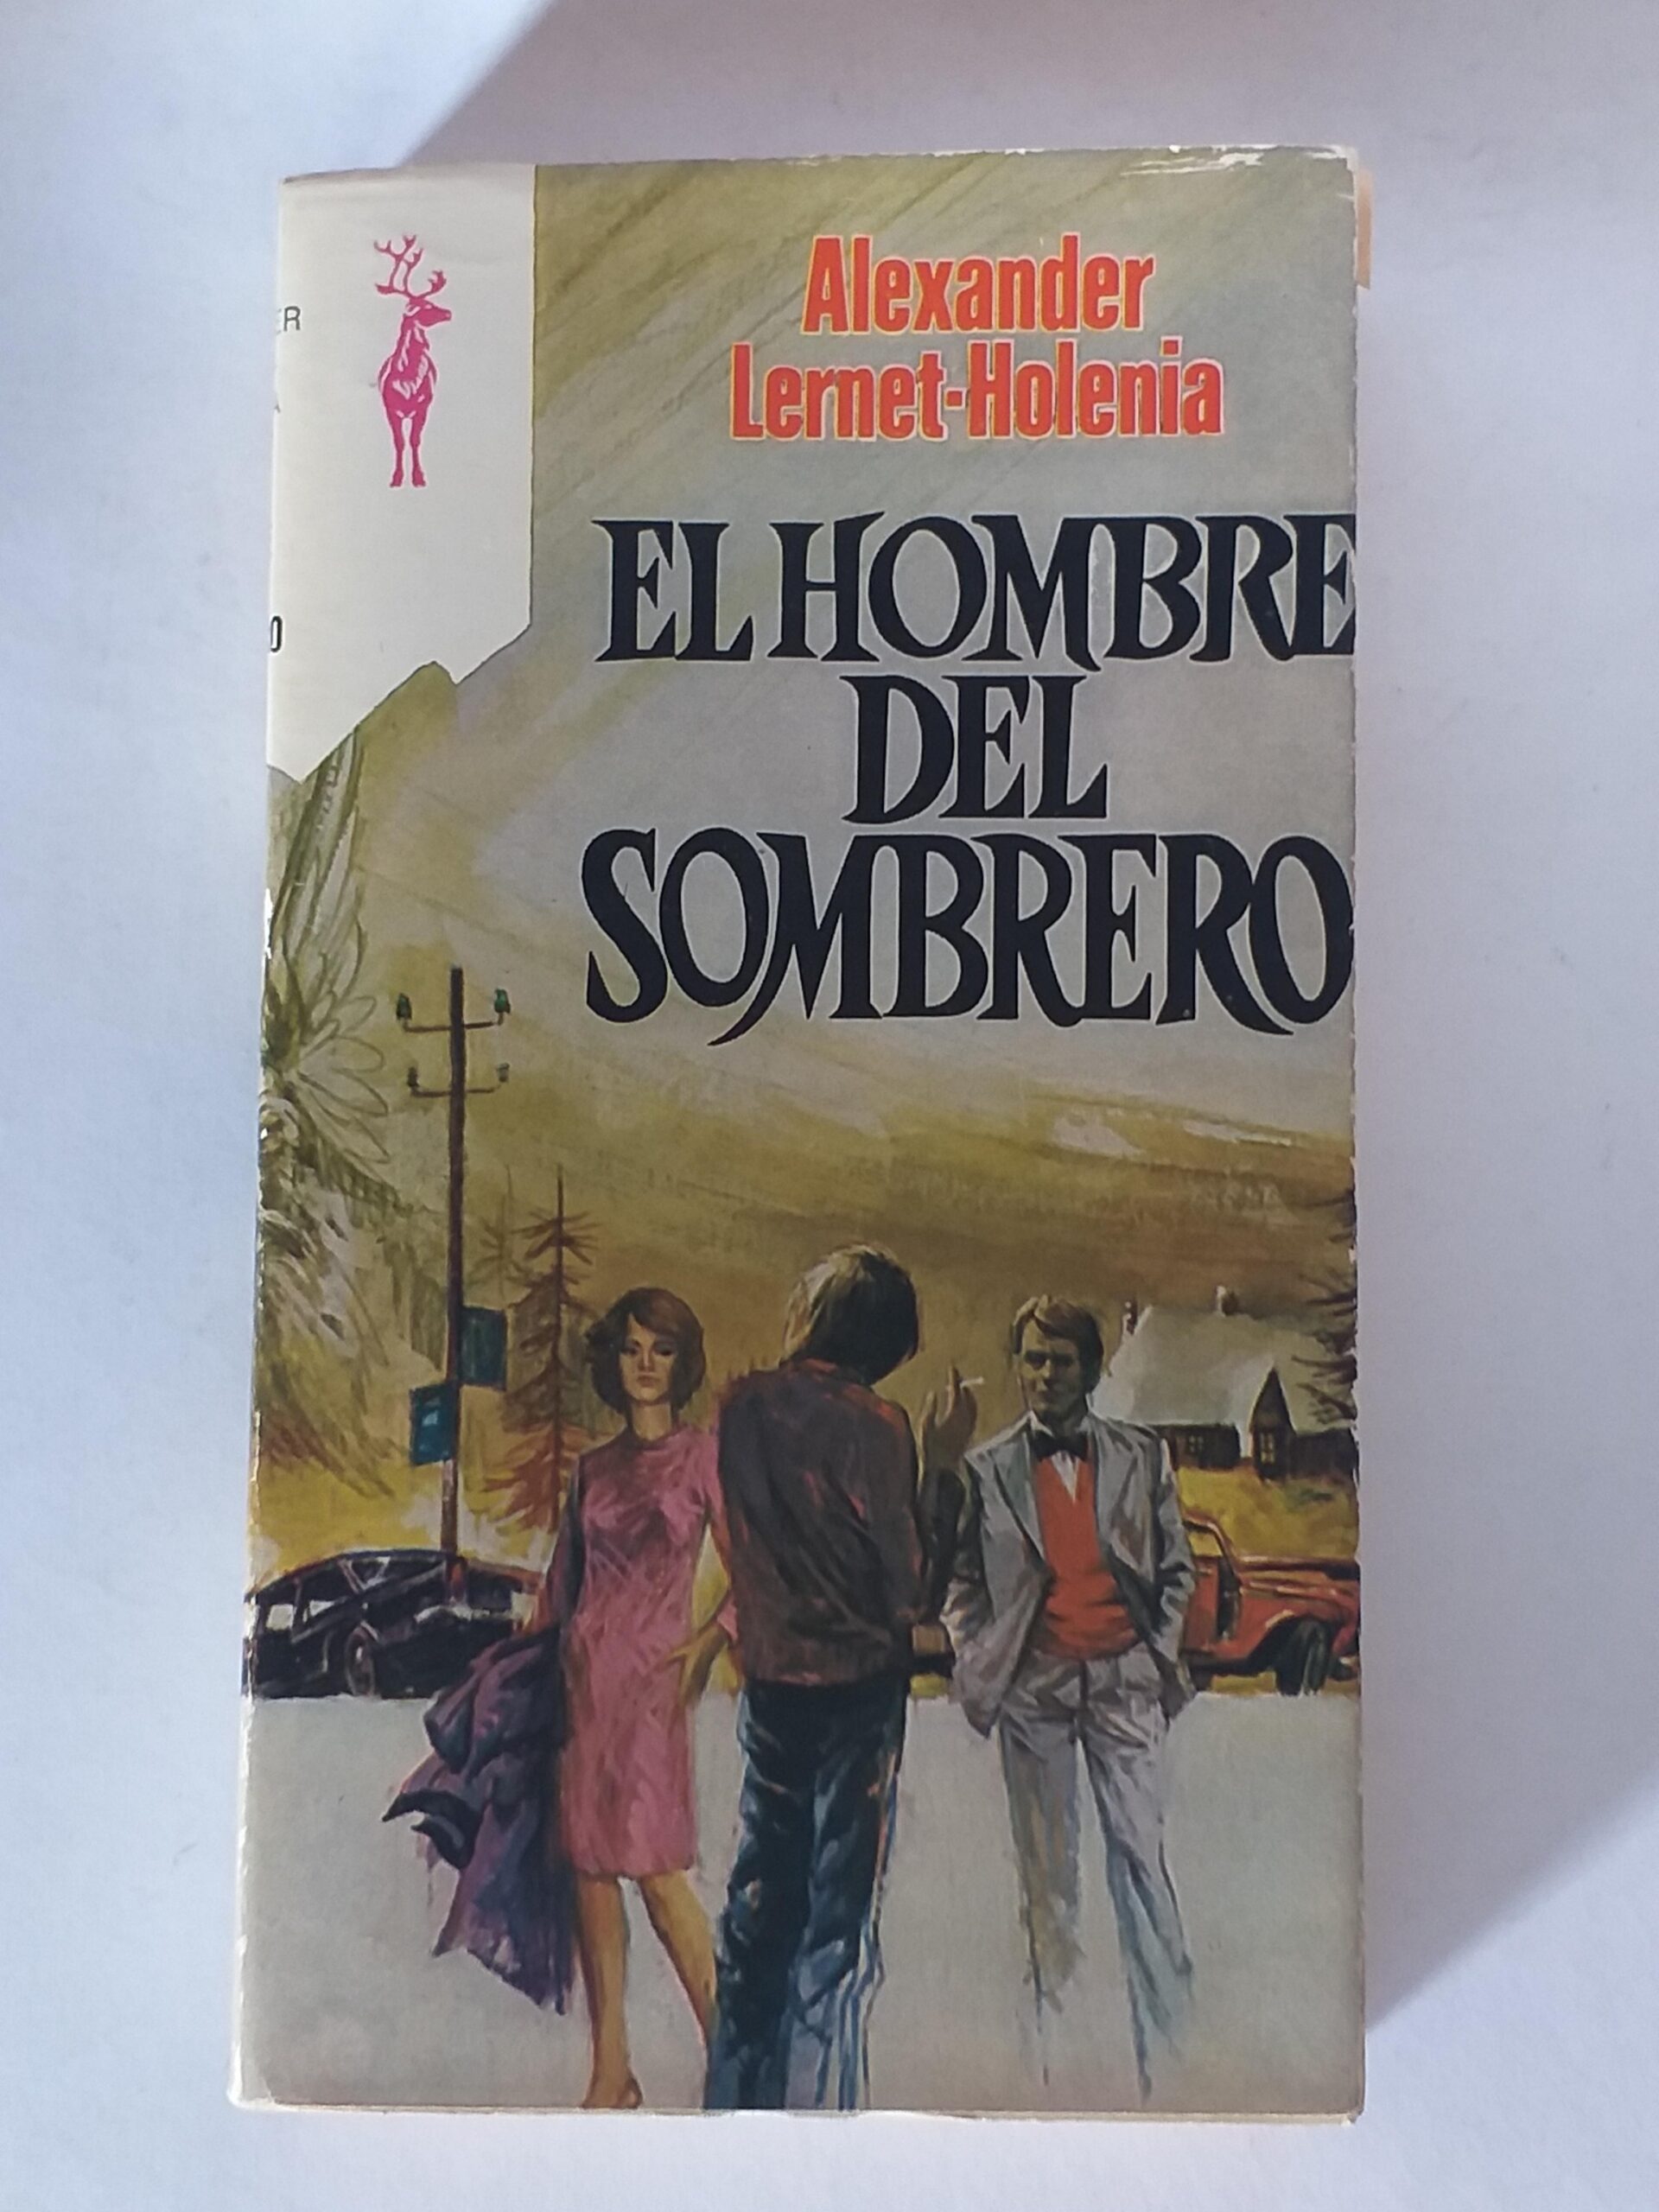 Alexander
Lernet-Holenia
EL HOMBRE
DEL
SOMBRERO